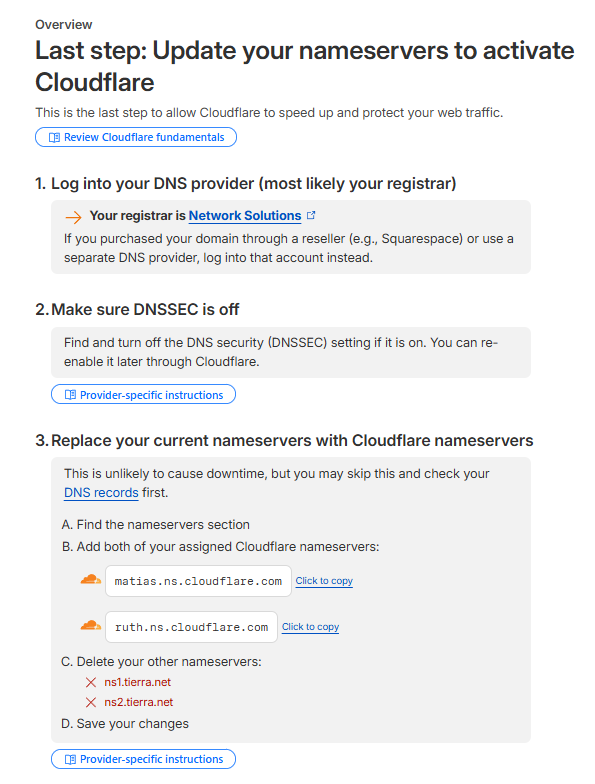 Overview
Last step: Update your nameservers to activate
Cloudflare
This is the last step to allow Cloudflare to speed up and protect your web traffic.
Review Cloudflare fundamentals
1. Log into your DNS provider (most likely your registrar)
Your registrar is Network Solutions
If you purchased your domain through a reseller (e.g., Squarespace) or use a
separate DNS provider, log into that account instead.
2. Make sure DNSSEC is off
Find and turn off the DNS security (DNSSEC) setting if it is on. You can re-
enable it later through Cloudflare.
Provider-specific instructions
3. Replace your current nameservers with Cloudflare nameservers
This is unlikely to cause downtime, but you may skip this and check your
DNS records first.
A. Find the nameservers section
B. Add both of your assigned Cloudflare nameservers:
matias.ns.cloudflare.com Click to copy
ruth.ns.cloudflare.com Click to copy
C. Delete your other nameservers:
ns1.tierra.net
ns2.tierra.net
D. Save your changes
Provider-specific instructions